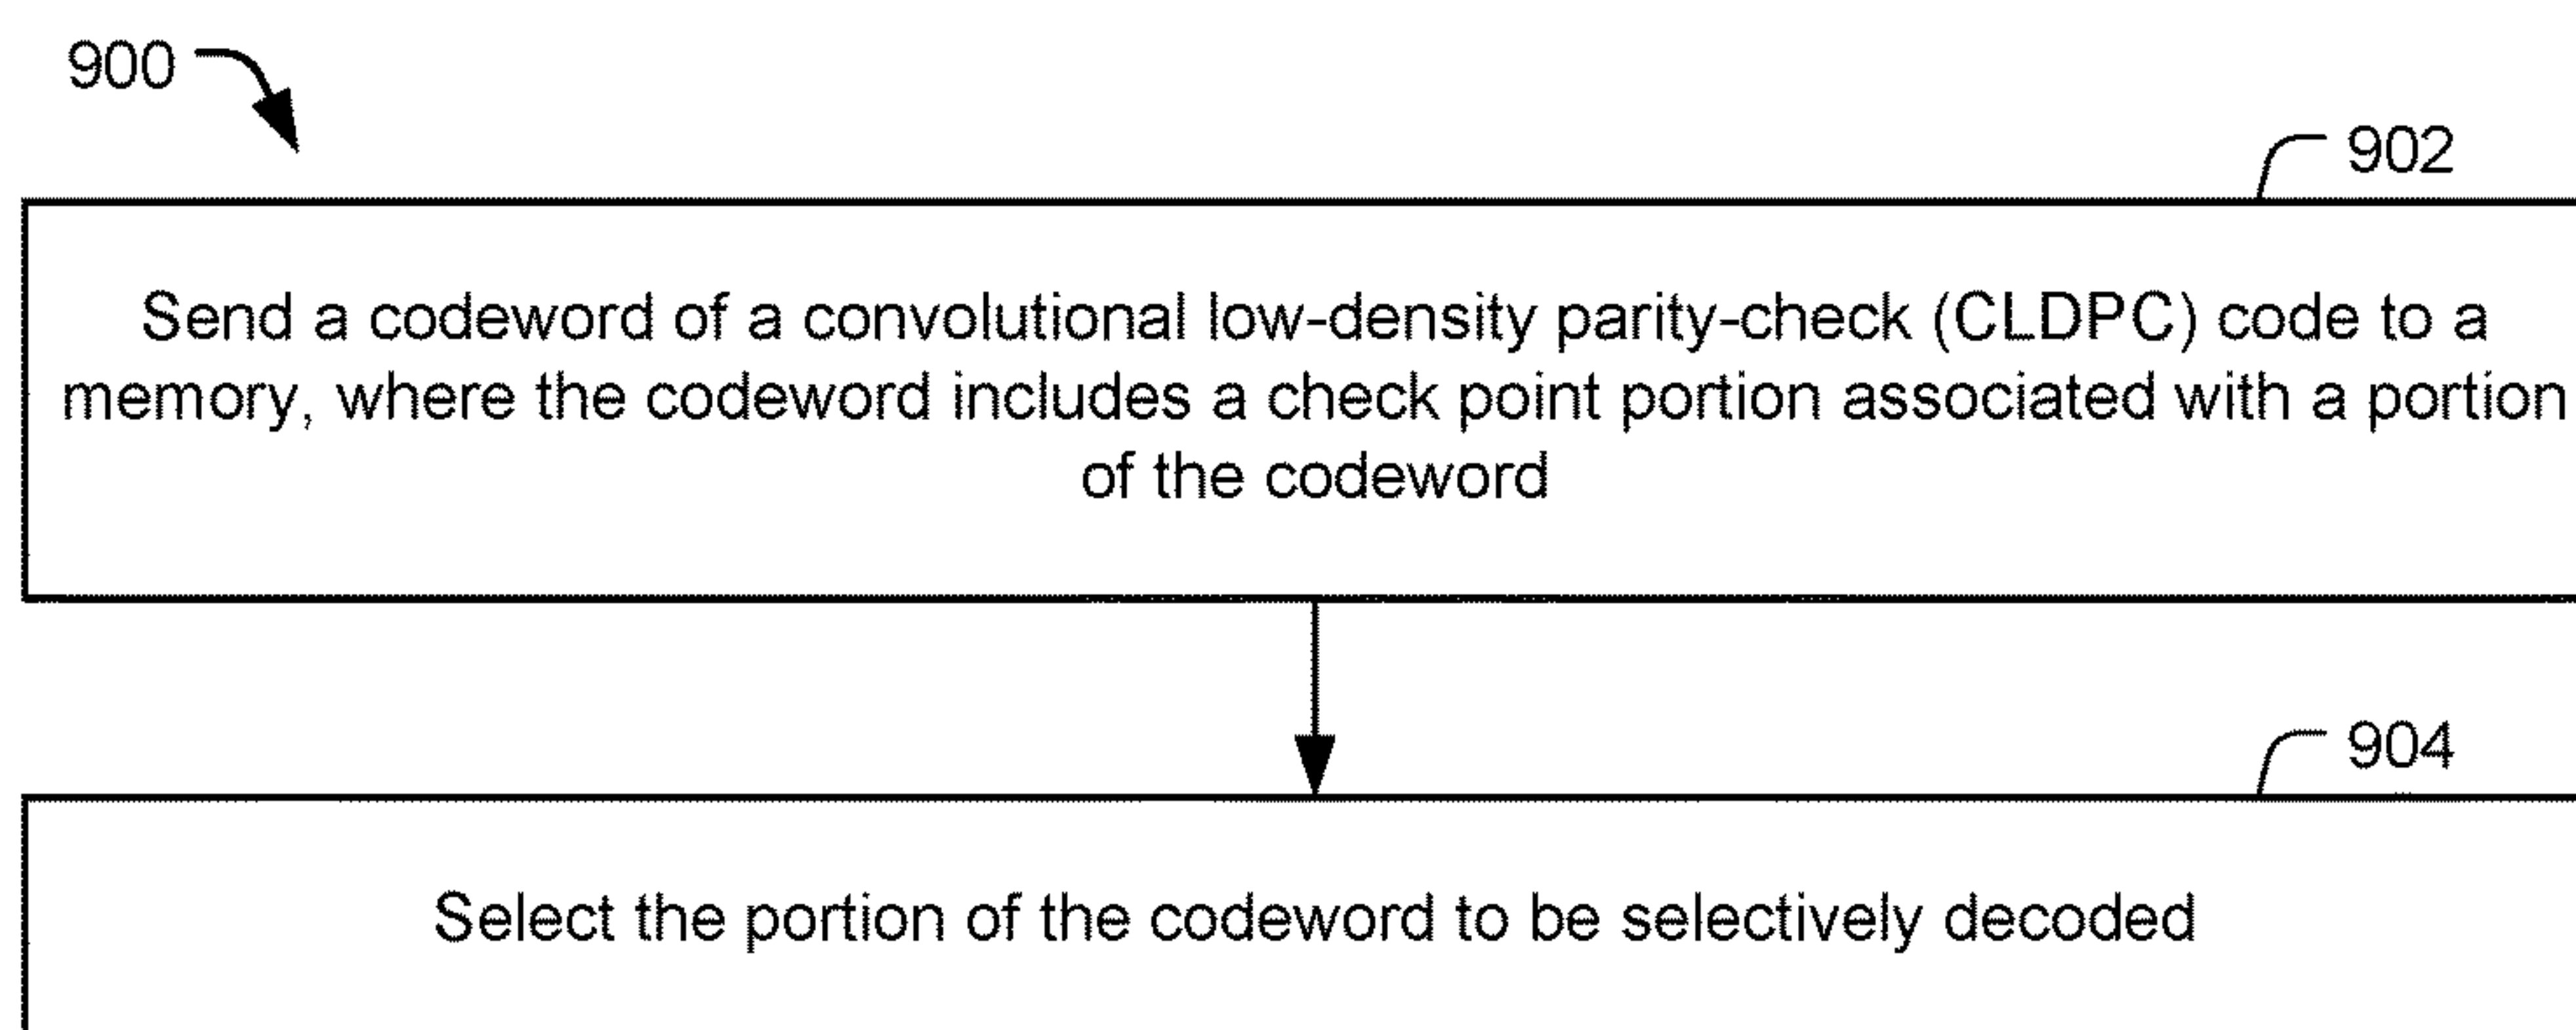 900
902
Send a codeword of a convolutional low-density parity-check (CLDPC) code to a
memory, where the codeword includes a check point portion associated with a portion
of the codeword
904
Select the portion of the codeword to be selectively decoded